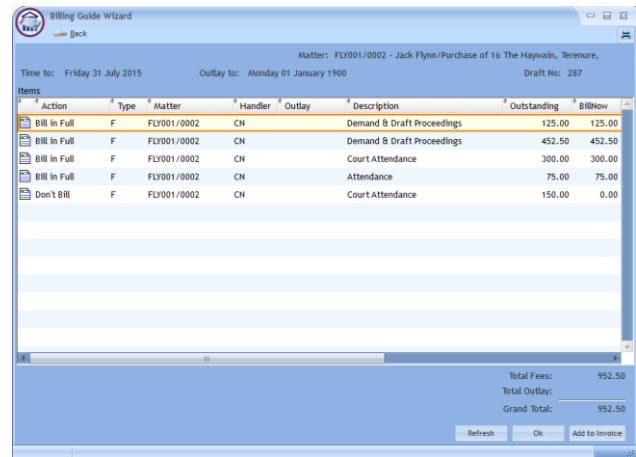 Billing Guide Wizard
Back
Matter: FLY001/0002 - Jack Flynn/Purchase of 16 The Haywain, Terenure,
Time to: Friday 31 July 2015 Outlay to: Monday 01 January 1900 Draft No: 287
Items
Action Type Matter Handler Outlay Description Outstanding BillNow
Bill in Full F FLY001/0002 CN Demand & Draft Proceedings 125.00 125.00
Bill in Full F FLY001/0002 CN Demand & Draft Proceedings 452.50 452.50
Bill in Full F FLY001/0002 CN Court Attendance 300.00 300.00
Bill in Full F FLY001/0002 CN Attendance 75.00 75.00
Don't Bill F FLY001/0002 CN Court Attendance 150.00 0.00
Total Fees: 952.50
Total Outlay:
Grand Total: 952.50
Refresh Ok Add to Invoice